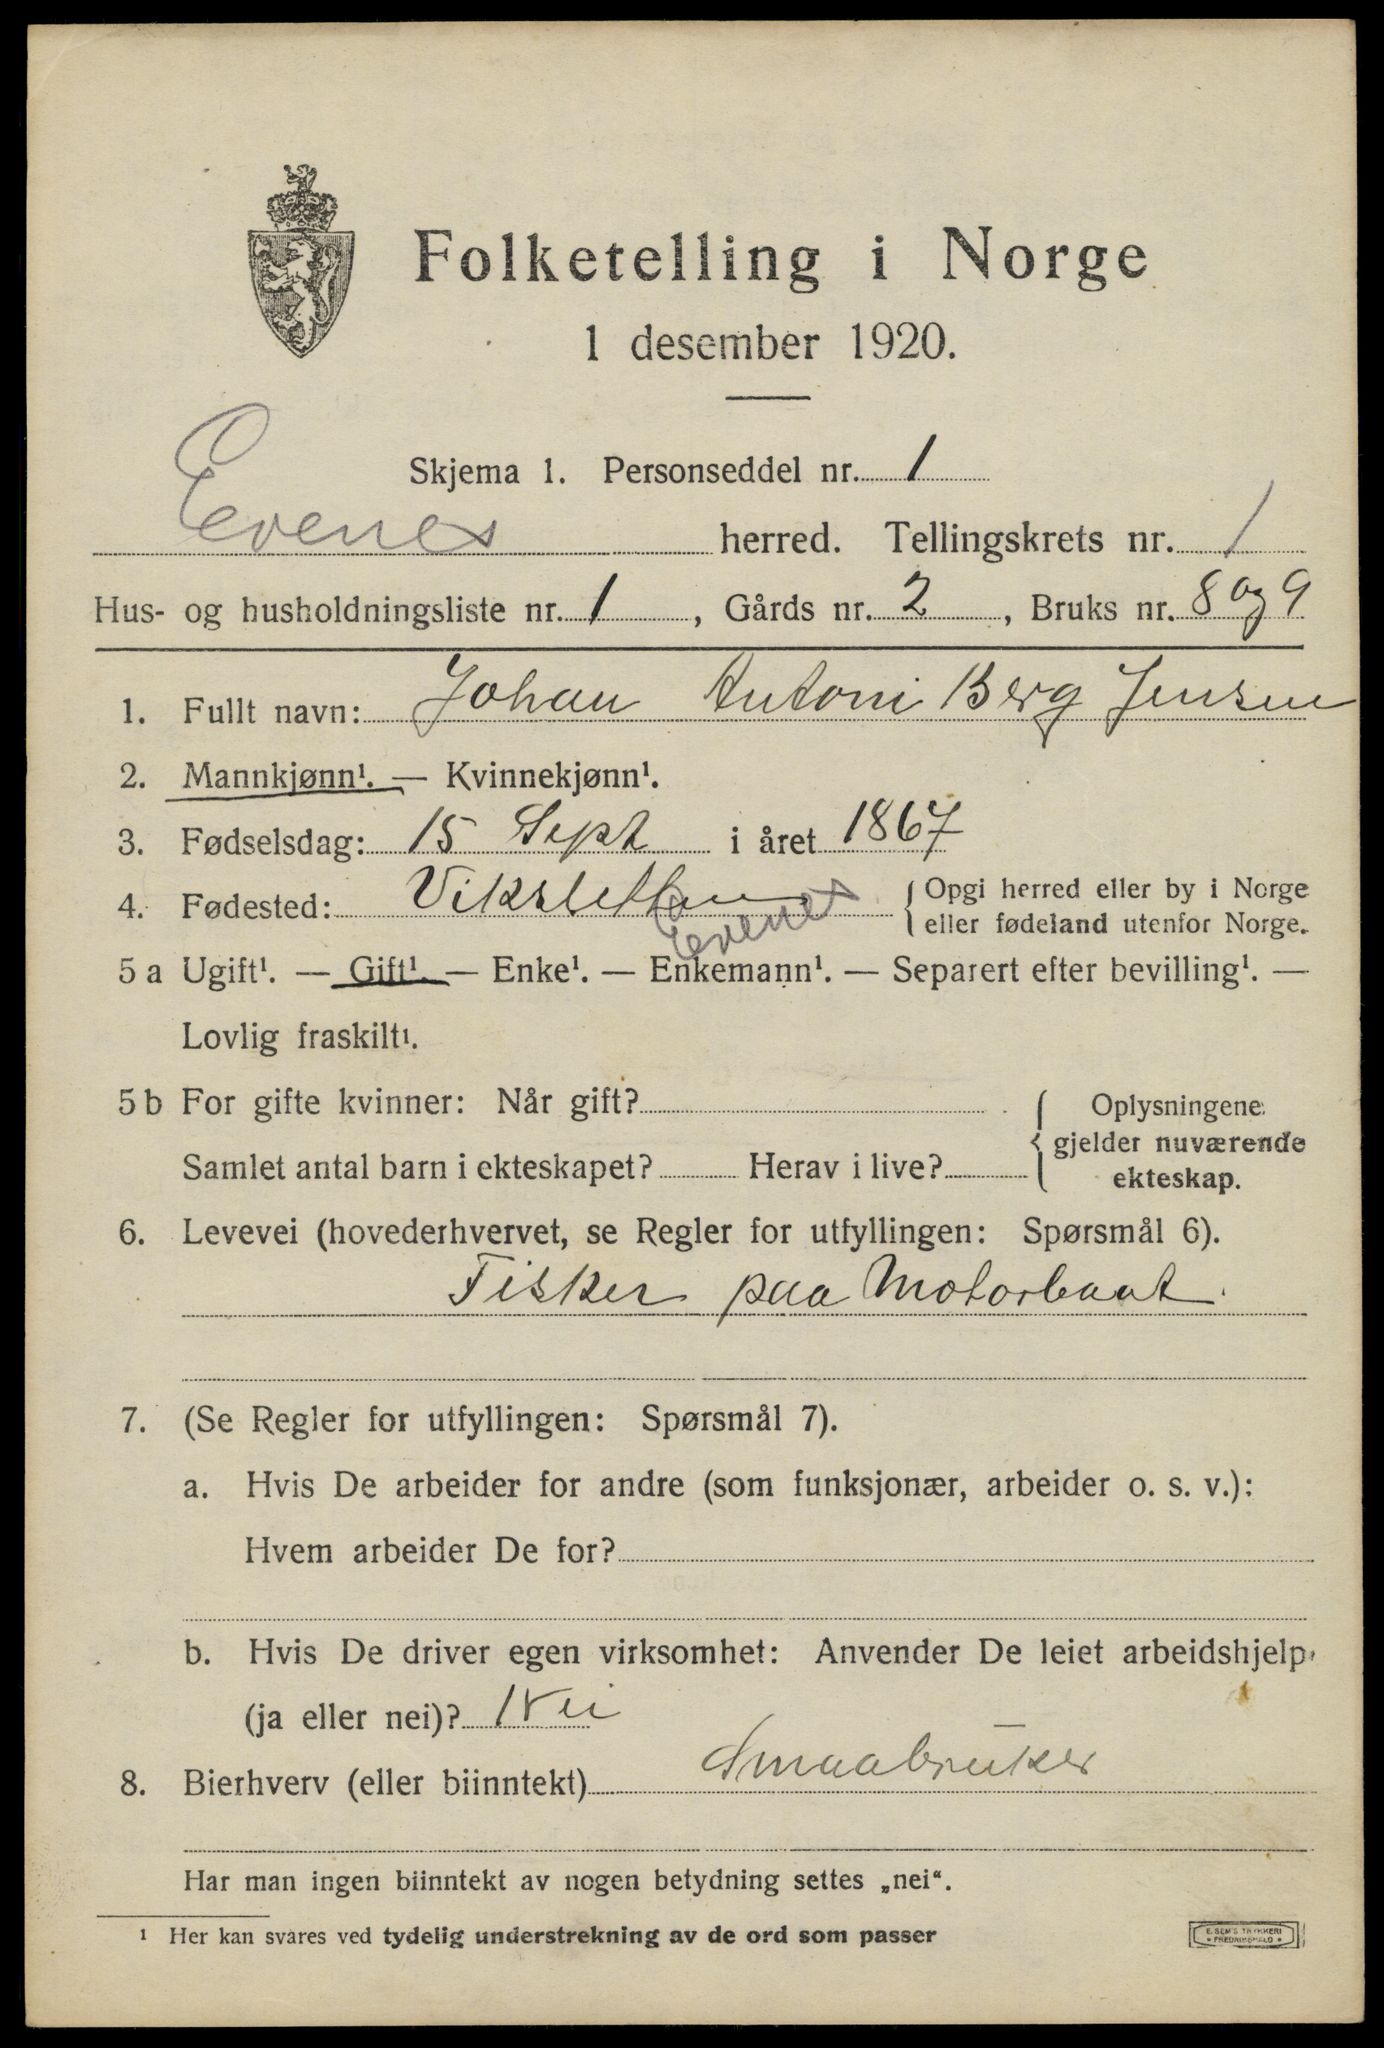 Folketelling i Norge
1 desember 1920.
Skjema 1. Personseddel nr. 1
Evenes herred. Tellingskrets nr. 1
Hus- og husholdningsliste nr. 1, Gårds nr. 2, Bruks nr. 8 og 9
1. Fullt navn: Johan Antoni Berg Jensen
2. Mannkjønn¹. — Kvinnekjønn¹.
3. Fødselsdag: 15 Sept i året 1867
4. Fødested: Viksletten Evenes { Opgi herred eller by i Norge
eller fødeland utenfor Norge.
5 a Ugift¹. — Gift¹. — Enke¹. — Enkemann¹. — Separert efter bevilling¹. —
Lovlig fraskilt¹.
5 b For gifte kvinner: Når gift? { Oplysningene
gjelder nuværende
Samlet antal barn i ekteskapet? Herav i live?
ekteskap.
6. Levevei (hovederhvervet, se Regler for utfyllingen: Spørsmål 6).
Fisker paa Motorbaat.
7. (Se Regler for utfyllingen: Spørsmål 7).
a. Hvis De arbeider for andre (som funksjonær, arbeider o. s. v.):
Hvem arbeider De for?
b. Hvis De driver egen virksomhet: Anvender De leiet arbeidshjelp
(ja eller nei)? Nei
8. Bierhverv (eller biinntekt) Smaabruker
Har man ingen biinntekt av nogen betydning settes „nei“.
¹ Her kan svares ved tydelig understrekning av de ord som passer
E. SEM'S TRYKKERI
FREDRIKSHALD